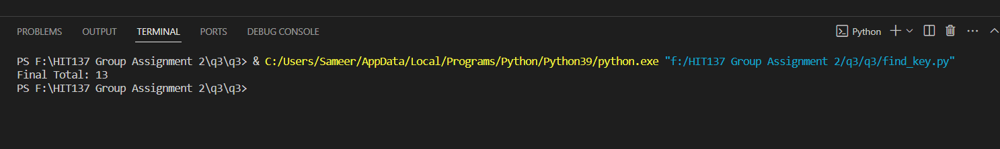 PROBLEMS OUTPUT TERMINAL PORTS DEBUG CONSOLE Python
PS F:\HIT137 Group Assignment 2\q3\q3> & C:/Users/Sameer/AppData/Local/Programs/Python/Python39/python.exe "f:/HIT137 Group Assignment 2/q3/q3/find_key.py"
Final Total: 13
PS F:\HIT137 Group Assignment 2\q3\q3>